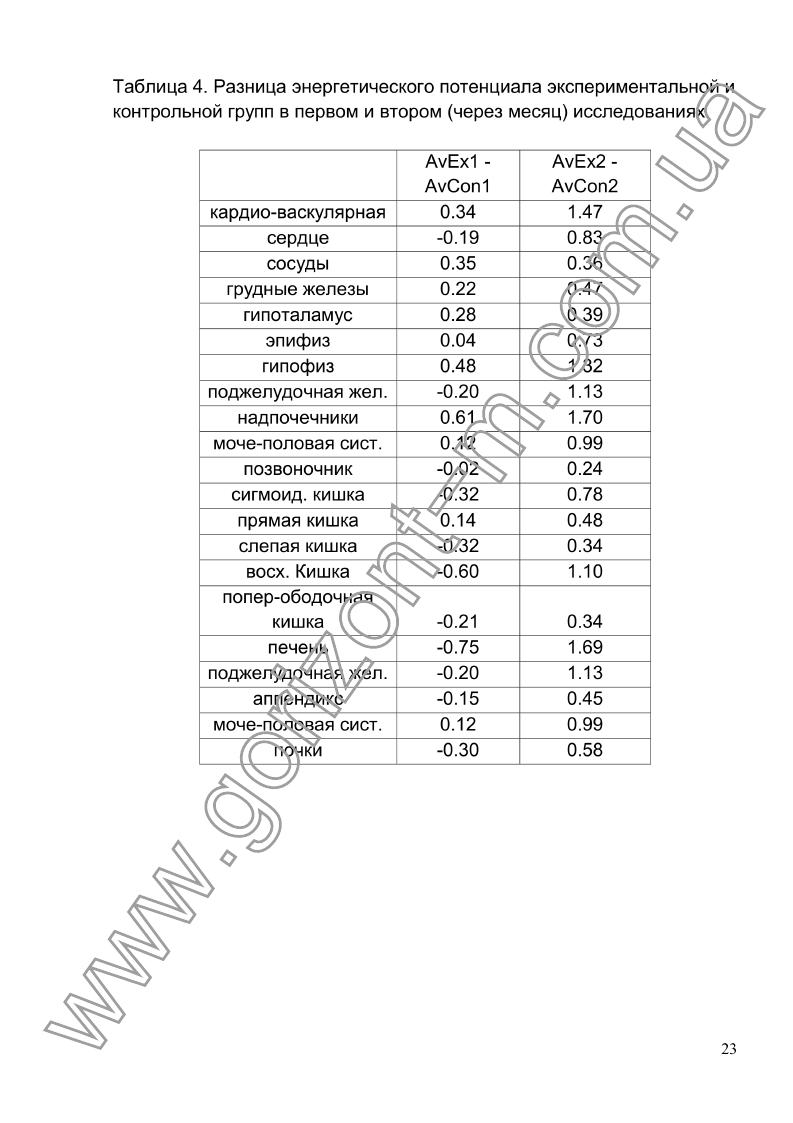 Таблица 4. Разница энергетического потенциала экспериментальной и
контрольной групп в первом и втором (через месяц) исследованиях.
AvEx1 - AvEx2 -
AvCon1 AvCon2
кардио-васкулярная 0.34 1.47
сердце -0.19 0.83
сосуды 0.35 0.36
грудные железы 0.22 0.47
гипоталамус 0.28 0.39
эпифиз 0.04 0.73
гипофиз 0.48 1.32
поджелудочная жел. -0.20 1.13
надпочечники 0.61 1.70
моче-половая сист. 0.12 0.99
позвоночник -0.02 0.24
сигмоид. кишка -0.32 0.78
прямая кишка 0.14 0.48
слепая кишка -0.32 0.34
восх. Кишка -0.60 1.10
попер-ободочная
кишка -0.21 0.34
печень -0.75 1.69
поджелудочная жел. -0.20 1.13
аппендикс -0.15 0.45
моче-половая сист. 0.12 0.99
почки -0.30 0.58
www.gorizont-m.com.ua
23